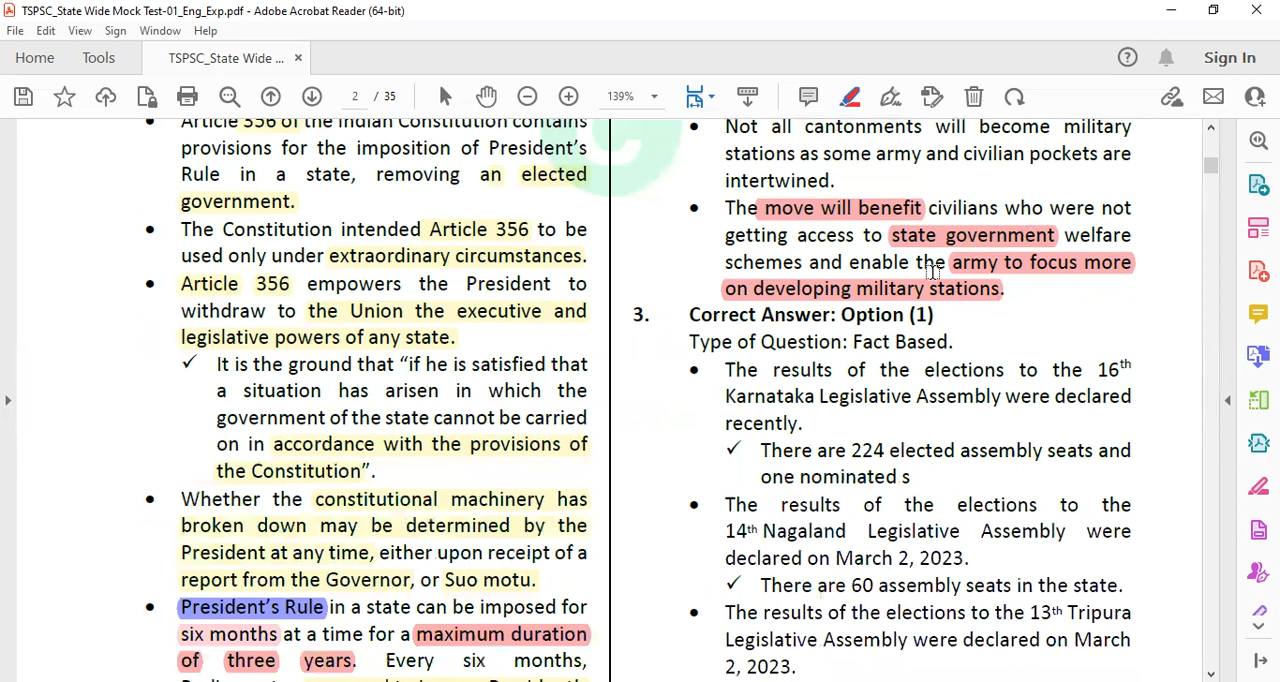 TSPSC_State Wide Mock Test-01_Eng_Exp.pdf - Adobe Acrobat Reader (64-bit)
File Edit View Sign Window Help
Home Tools TSPSC_State Wide ... × Sign In
2 / 35 139%
Article 356 of the Indian Constitution contains
provisions for the imposition of President's
Rule in a state, removing an elected
government.
• The Constitution intended Article 356 to be
used only under extraordinary circumstances.
• Article 356 empowers the President to
withdraw to the Union the executive and
legislative powers of any state.
✓ It is the ground that "if he is satisfied that
a situation has arisen in which the
government of the state cannot be carried
on in accordance with the provisions of
the Constitution".
• Whether the constitutional machinery has
broken down may be determined by the
President at any time, either upon receipt of a
report from the Governor, or Suo motu.
• President's Rule in a state can be imposed for
six months at a time for a maximum duration
of three years. Every six months,
• Not all cantonments will become military
stations as some army and civilian pockets are
intertwined.
• The move will benefit civilians who were not
getting access to state government welfare
schemes and enable the army to focus more
on developing military stations.
3. Correct Answer: Option (1)
Type of Question: Fact Based.
• The results of the elections to the 16th
Karnataka Legislative Assembly were declared
recently.
✓ There are 224 elected assembly seats and
one nominated s
• The results of the elections to the
14th Nagaland Legislative Assembly were
declared on March 2, 2023.
✓ There are 60 assembly seats in the state.
• The results of the elections to the 13th Tripura
Legislative Assembly were declared on March
2, 2023.